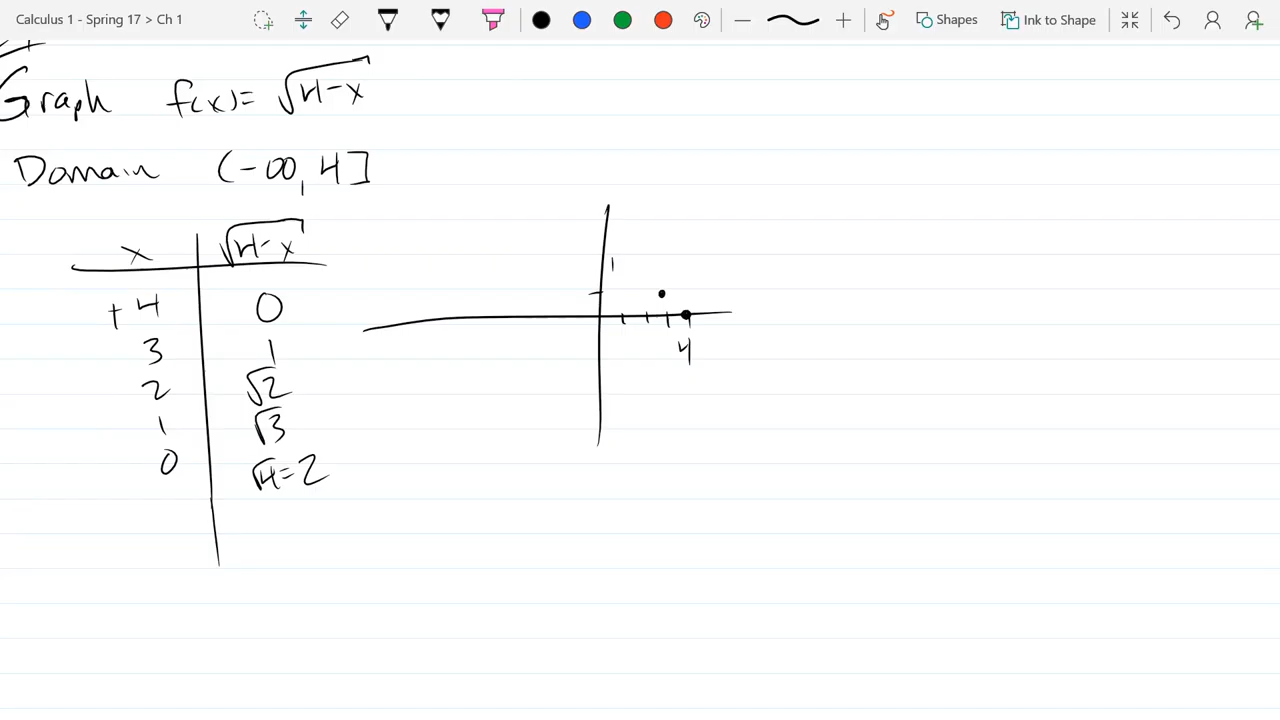 Calculus 1 - Spring 17 > Ch 1
Shapes
Ink to Shape
Graph f(x)= √4-x
Domain (-∞, 4]
x √4-x
+4 0
3 1
2 √2
1 √3
0 √4=2
1
4